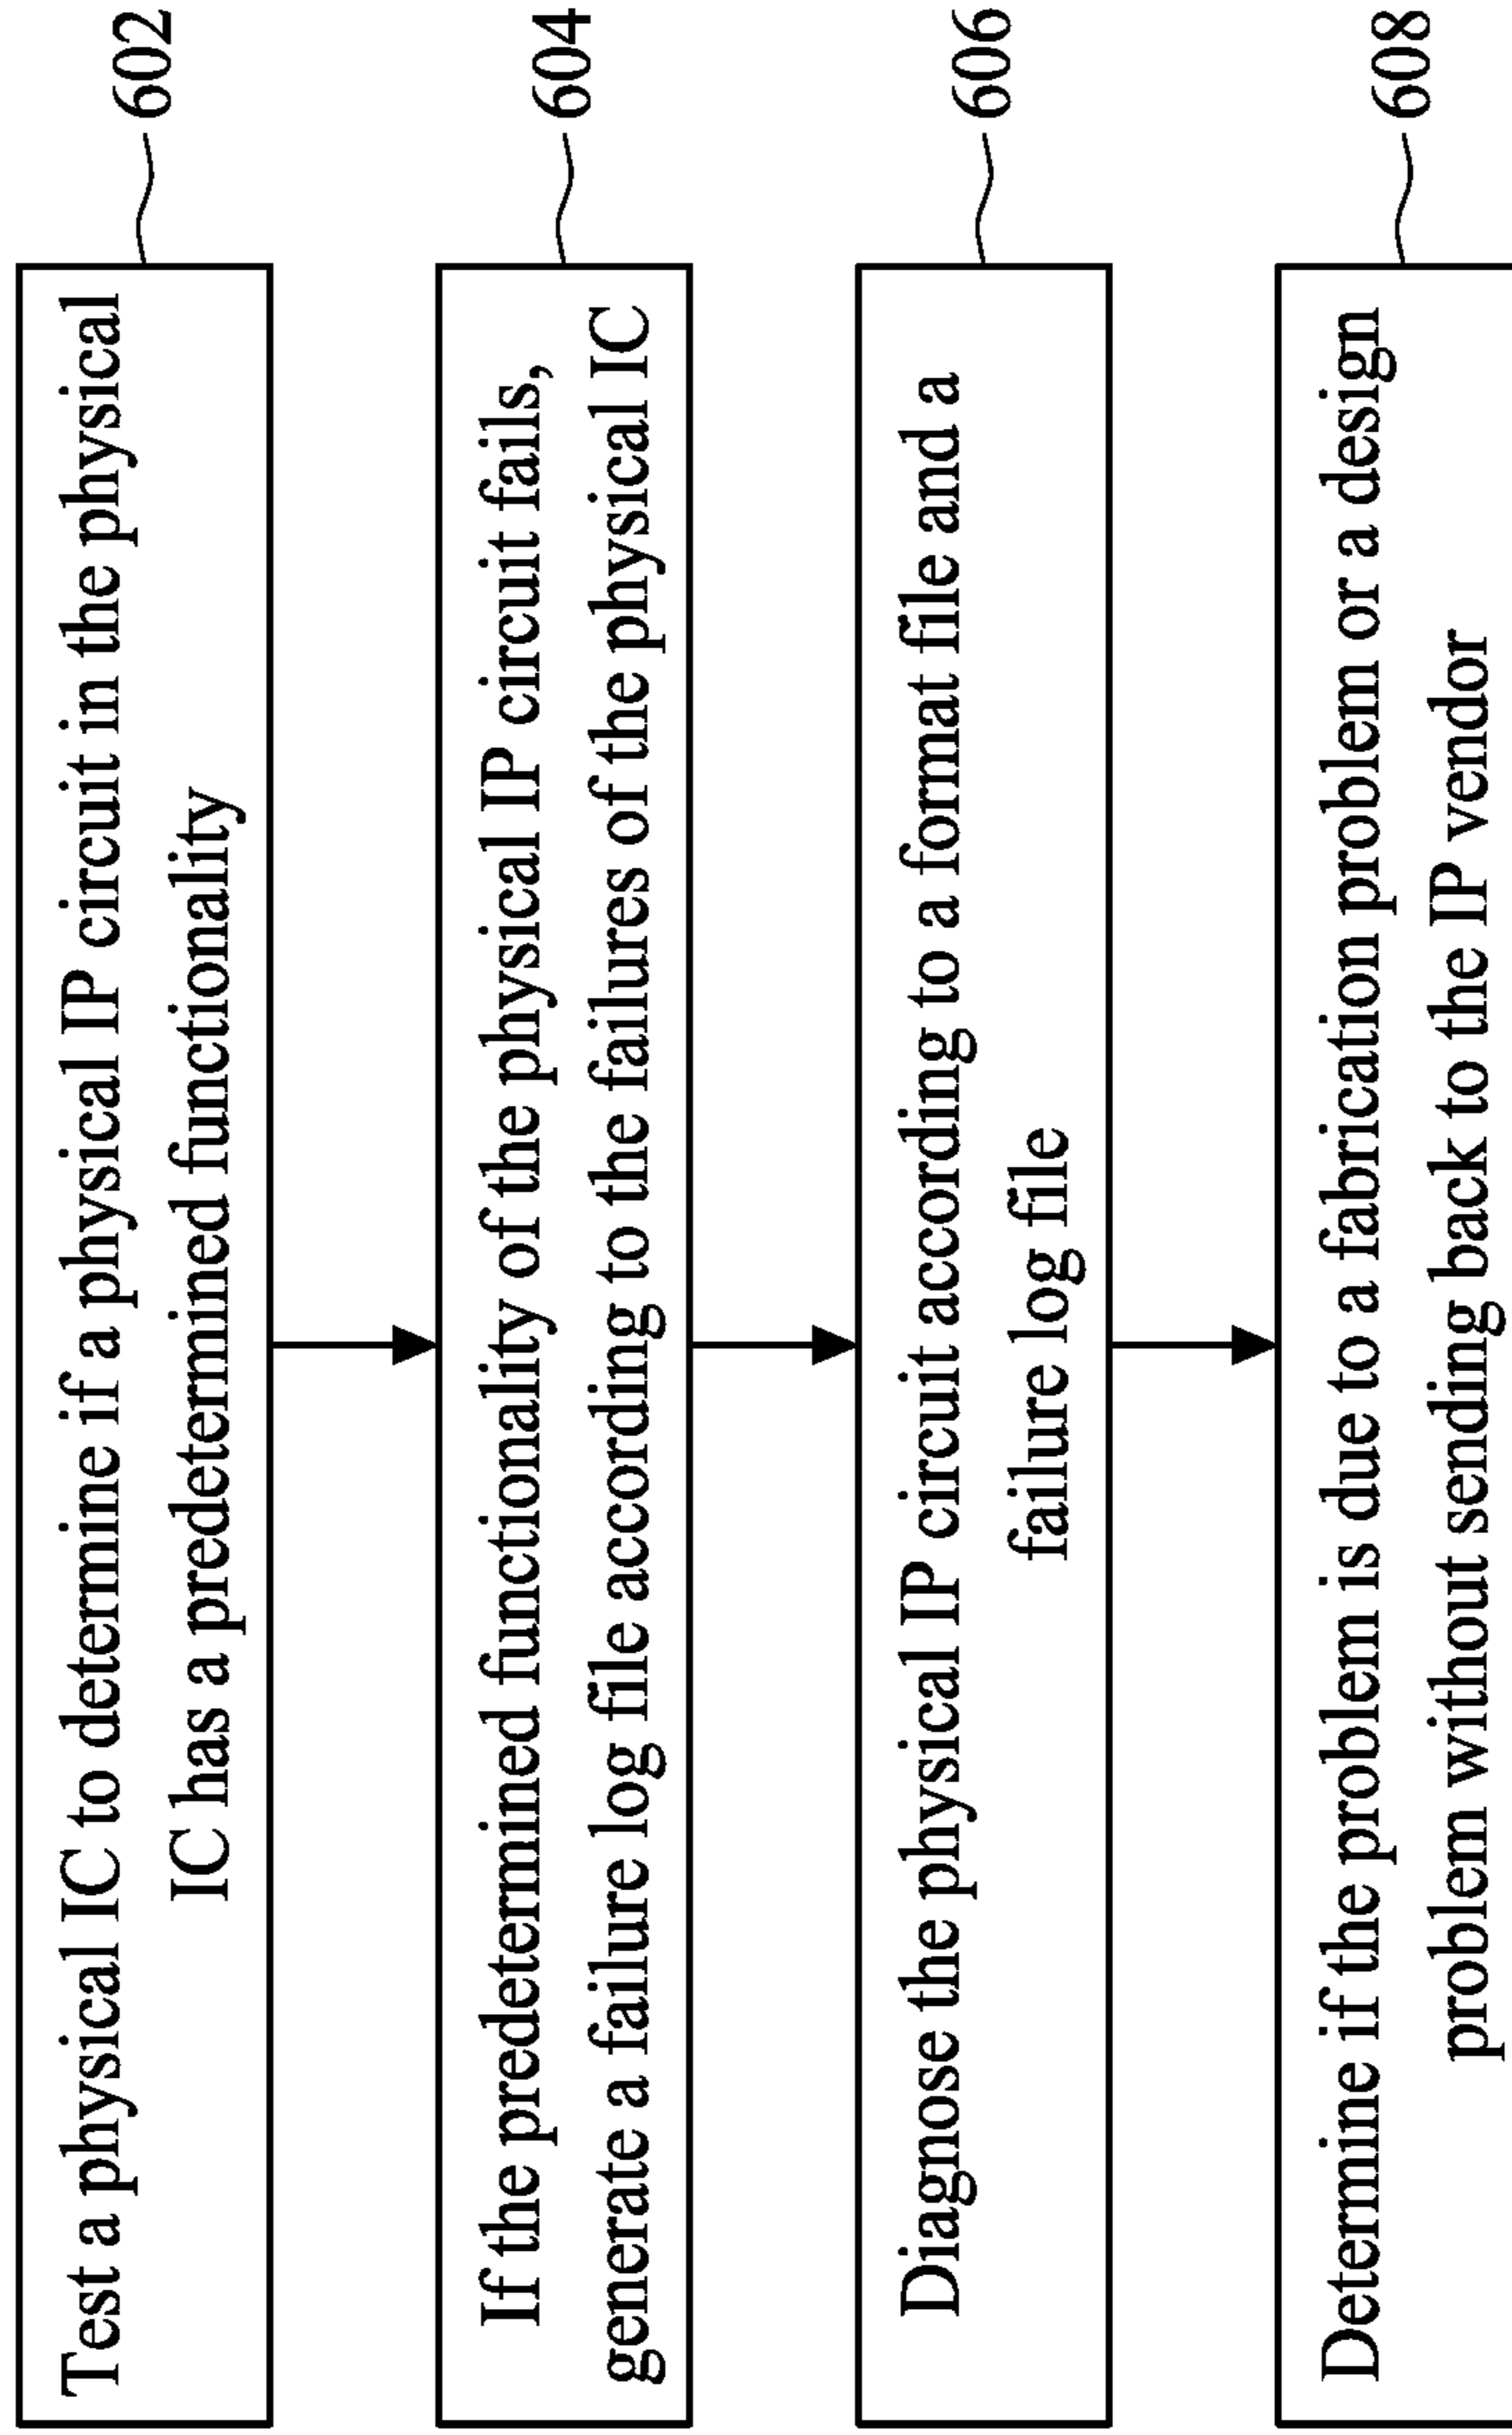 Test a physical IC to determine if a physical IP circuit in the physical
IC has a predetermined functionality
602
If the predetermined functionality of the physical IP circuit fails,
generate a failure log file according to the failures of the physical IC
604
Diagnose the physical IP circuit according to a format file and a
failure log file
606
Determine if the problem is due to a fabrication problem or a design
problem without sending back to the IP vendor
608